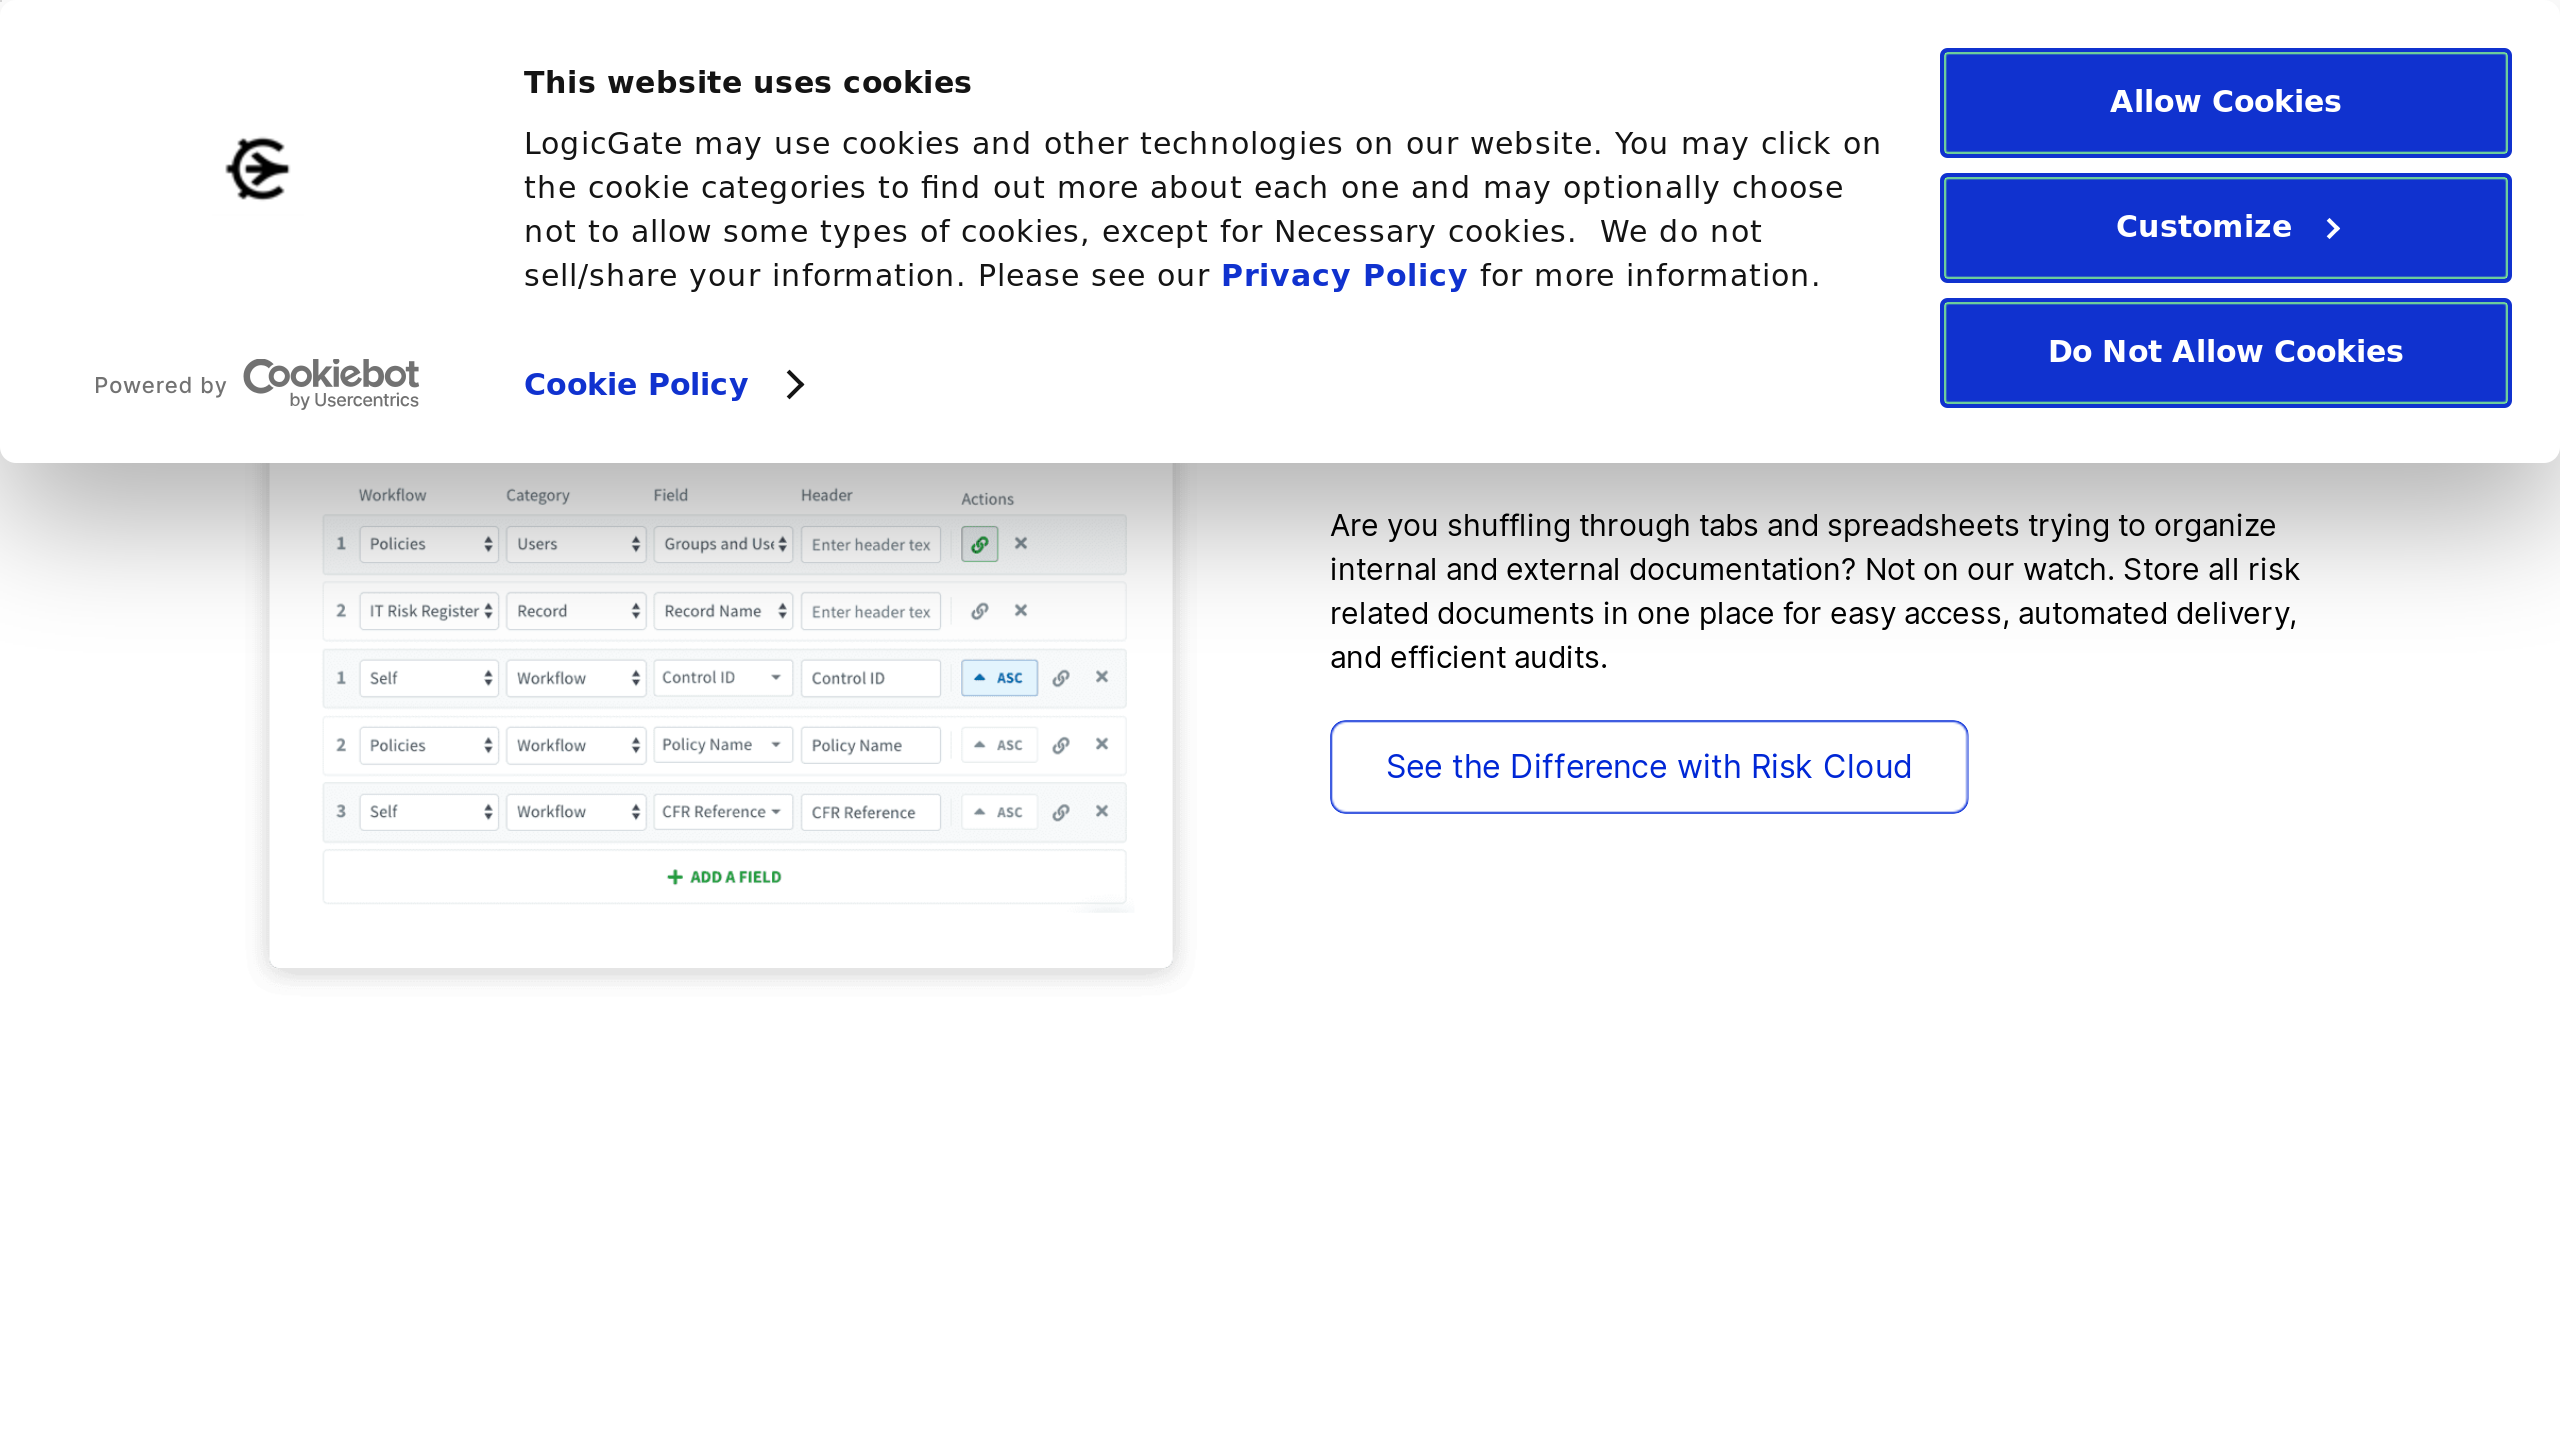 This website uses cookies
LogicGate may use cookies and other technologies on our website. You may click on
the cookie categories to find out more about each one and may optionally choose
not to allow some types of cookies, except for Necessary cookies.  We do not
sell/share your information. Please see our Privacy Policy for more information.
Powered by Cookiebot
by Usercentrics
Cookie Policy
Allow Cookies
Customize
Do Not Allow Cookies
Workflow Category Field Header Actions
1 Policies Users Groups and Use Enter header tex
2 IT Risk Register Record Record Name Enter header tex
1 Self Workflow Control ID Control ID ASC
2 Policies Workflow Policy Name Policy Name ASC
3 Self Workflow CFR Reference CFR Reference ASC
ADD A FIELD
Are you shuffling through tabs and spreadsheets trying to organize
internal and external documentation? Not on our watch. Store all risk
related documents in one place for easy access, automated delivery,
and efficient audits.
See the Difference with Risk Cloud